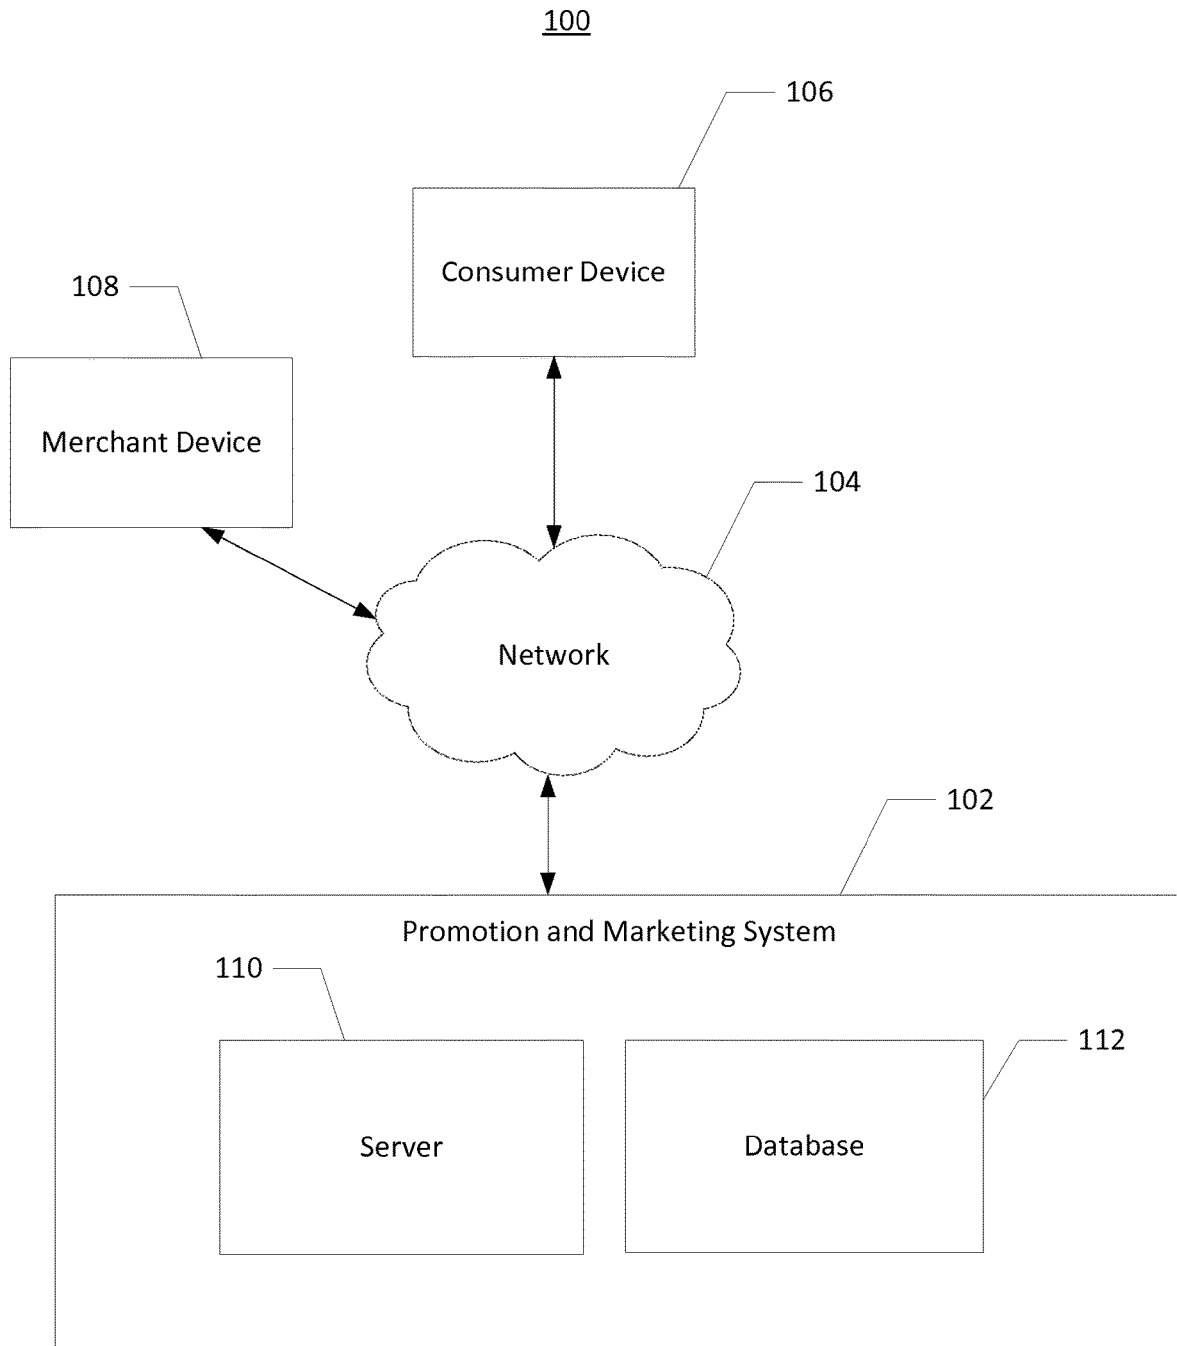 100
106
Consumer Device
108
Merchant Device
104
Network
102
Promotion and Marketing System
110
112
Server
Database